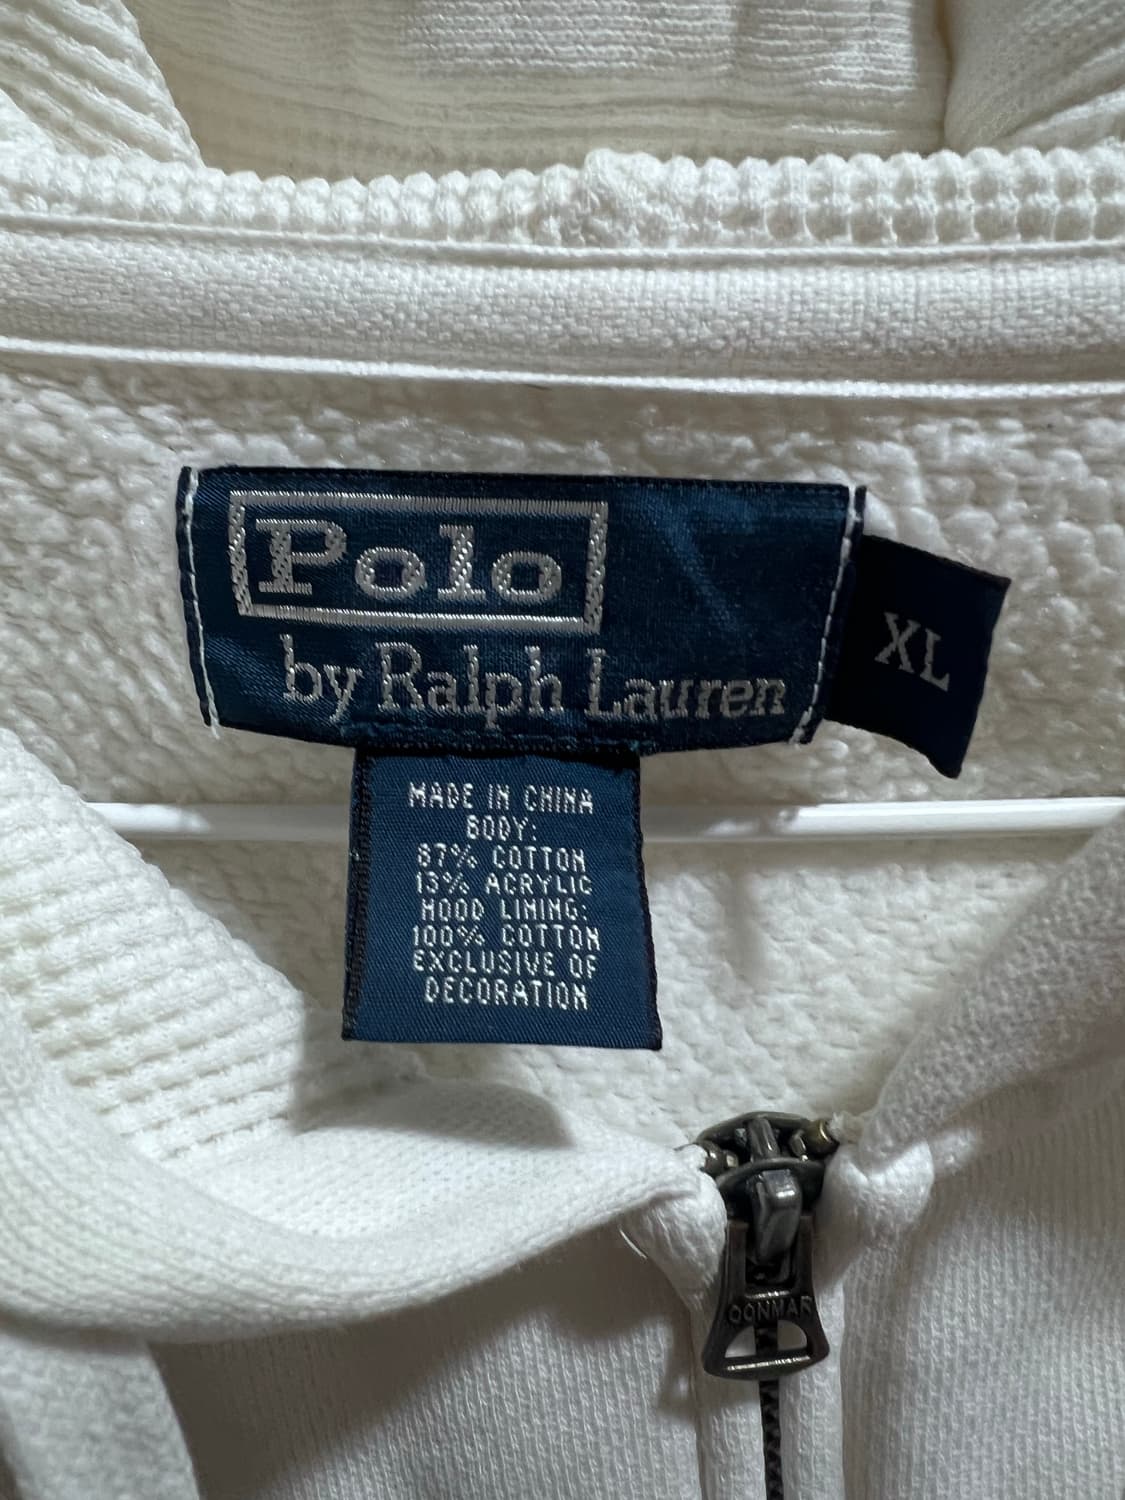 Polo
by Ralph Lauren
XL
MADE IN CHINA
BODY:
87% COTTON
13% ACRYLIC
HOOD LINING:
100% COTTON
EXCLUSIVE OF
DECORATION
CONMAR